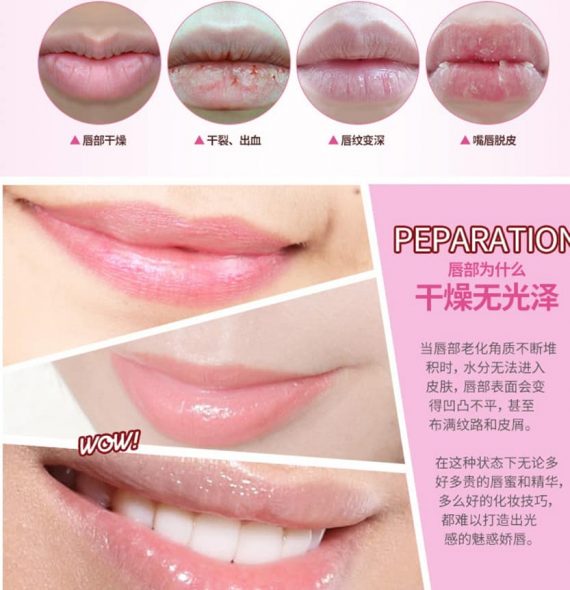 ▲唇部干燥 ▲干裂、出血 ▲唇纹变深 ▲嘴唇脱皮
PEPARATION
唇部为什么
干燥无光泽
当唇部老化角质不断堆
积时,水分无法进入
皮肤,唇部表面会变
得凹凸不平,甚至
布满纹路和皮屑。
在这种状态下无论多
好多贵的唇蜜和精华,
多么好的化妆技巧,
都难以打造出光
感的魅惑娇唇。
WOW!